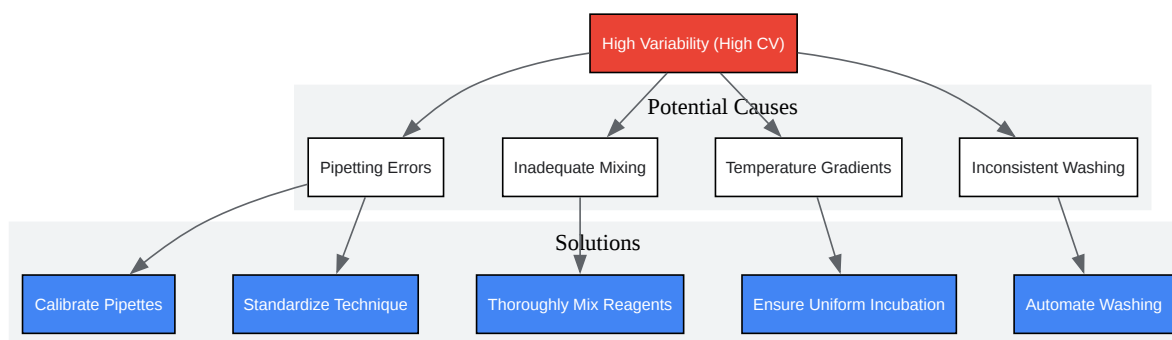 High Variability (High CV)
Potential Causes
Pipetting Errors
Inadequate Mixing
Temperature Gradients
Inconsistent Washing
Solutions
Calibrate Pipettes
Standardize Technique
Thoroughly Mix Reagents
Ensure Uniform Incubation
Automate Washing